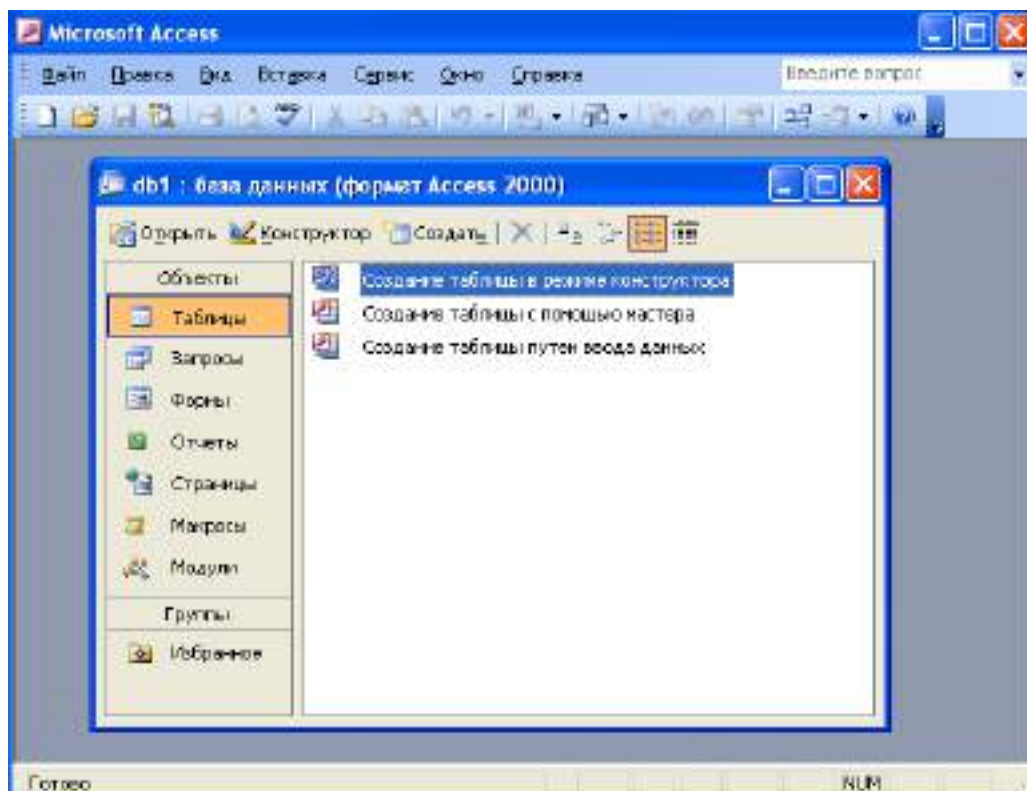 Microsoft Access
Файл Правка Вид Вставка Сервис Окно Справка Введите вопрос
db1 : база данных (формат Access 2000)
Открыть Конструктор Создать
Объекты
Таблицы
Запросы
Формы
Отчеты
Страницы
Макросы
Модули
Группы
Избранное
Создание таблицы в режиме конструктора
Создание таблицы с помощью мастера
Создание таблицы путем ввода данных
Готово NUM